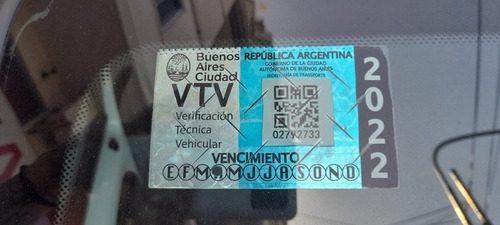 Buenos
Aires
Ciudad
VTV
Verificación
Técnica
Vehicular
REPÚBLICA ARGENTINA
GOBIERNO DE LA CIUDAD
AUTÓNOMA DE BUENOS AIRES
SECRETARÍA DE TRANSPORTE
02792733
VENCIMIENTO
E F M M J J A S O N D
2022